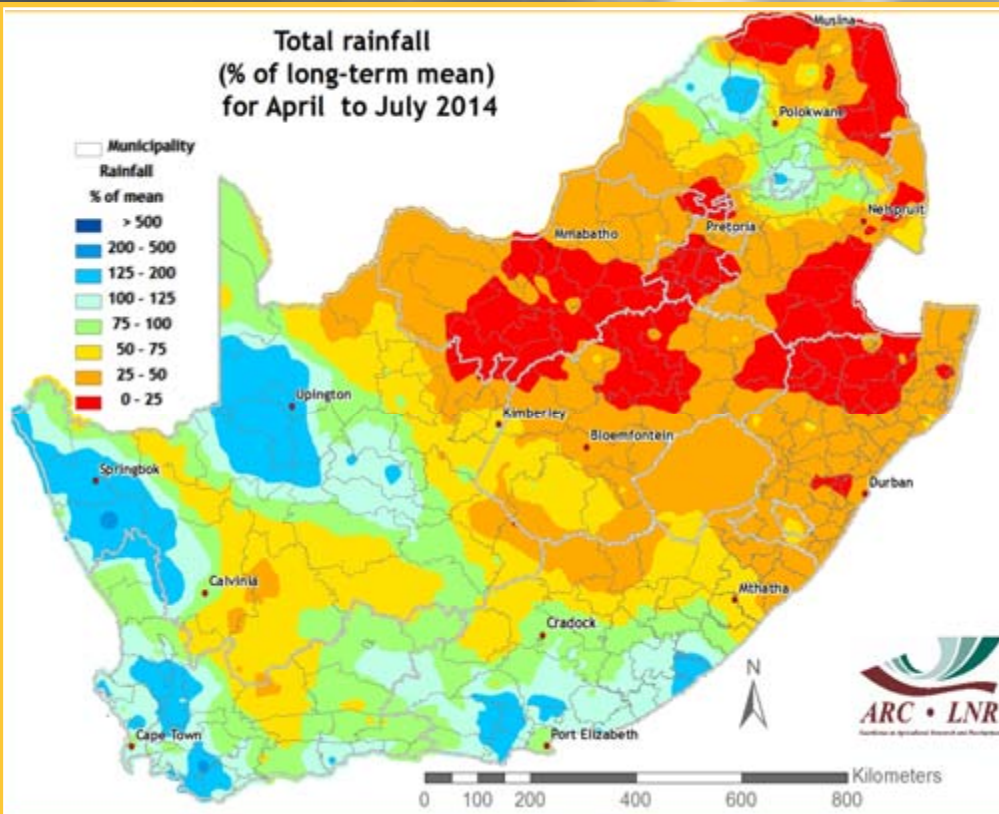 Total rainfall
(% of long-term mean)
for April to July 2014
Municipality
Rainfall
% of mean
> 500
200 - 500
125 - 200
100 - 125
75 - 100
50 - 75
25 - 50
0 - 25
Musina
Polokwane
Nelspruit
Mmabatho
Pretoria
Upington
Kimberley
Bloemfontein
Springbok
Durban
Calvinia
Mthatha
Cradock
N
ARC • LNR
Cape Town
Port Elizabeth
Kilometers
0 100 200 400 600 800